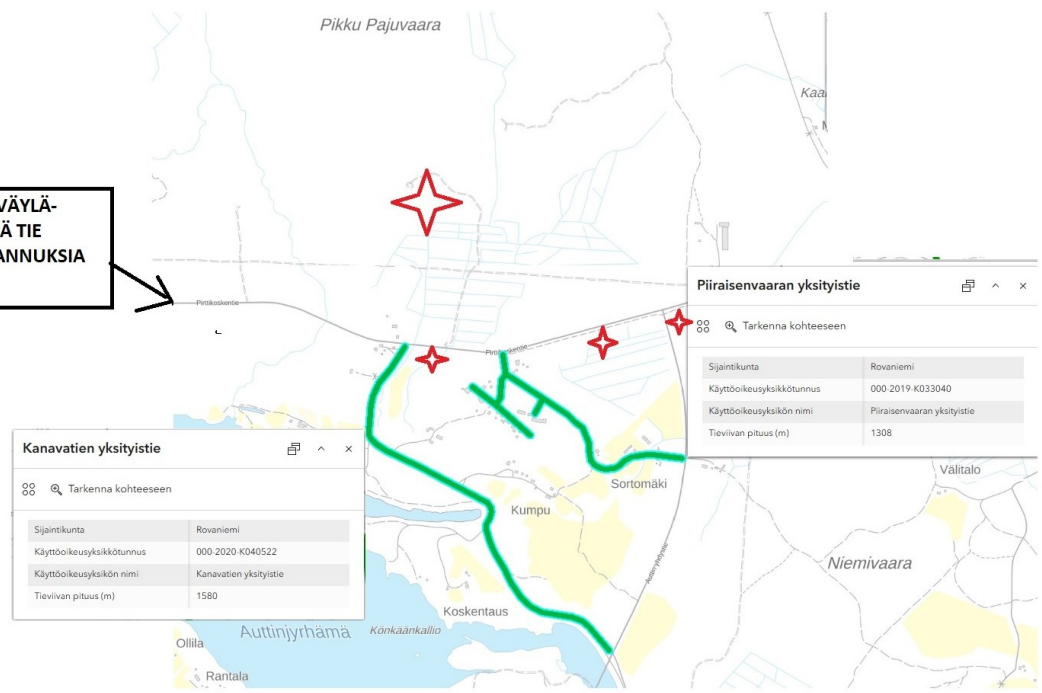 Pikku Pajuvaara
VÄYLÄ-
Ä TIE
ANNUKSIA
Pirttikoskentie
Piiraisenvaaran yksityistie
Tarkenna kohteeseen
Sijaintikunta Rovaniemi
Käyttöoikeusyksikkötunnus 000-2019-K033040
Käyttöoikeusyksikön nimi Piiraisenvaaran yksityistie
Tieviivan pituus (m) 1308
Pirttikoskentie
Kanavatien yksityistie
Tarkenna kohteeseen
Sijaintikunta Rovaniemi
Käyttöoikeusyksikkötunnus 000-2020-K040522
Käyttöoikeusyksikön nimi Kanavatien yksityistie
Tieviivan pituus (m) 1580
Välitalo
Sortomäki
Kumpu
Niemivaara
Koskentaus
Auttinjyrhämä
Könkäänkallio
Ollila
Rantala